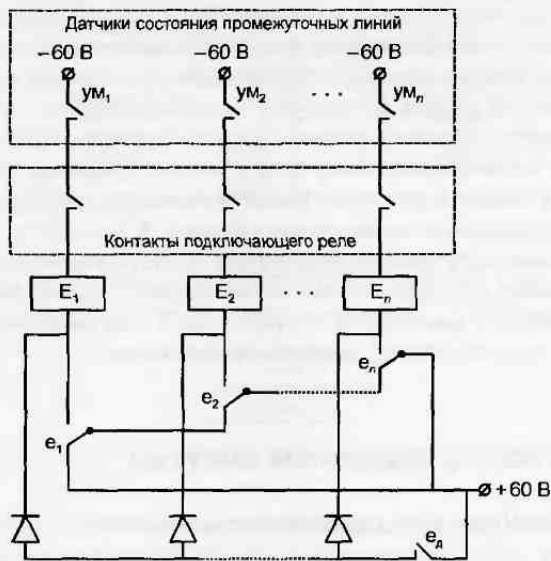 Датчики состояния промежуточных линий
–60 В –60 В –60 В
ум₁ ум₂ · · · умₙ
Контакты подключающего реле
E₁ E₂ · · · Eₙ
eₙ
e₂
e₁
+60 В
eд